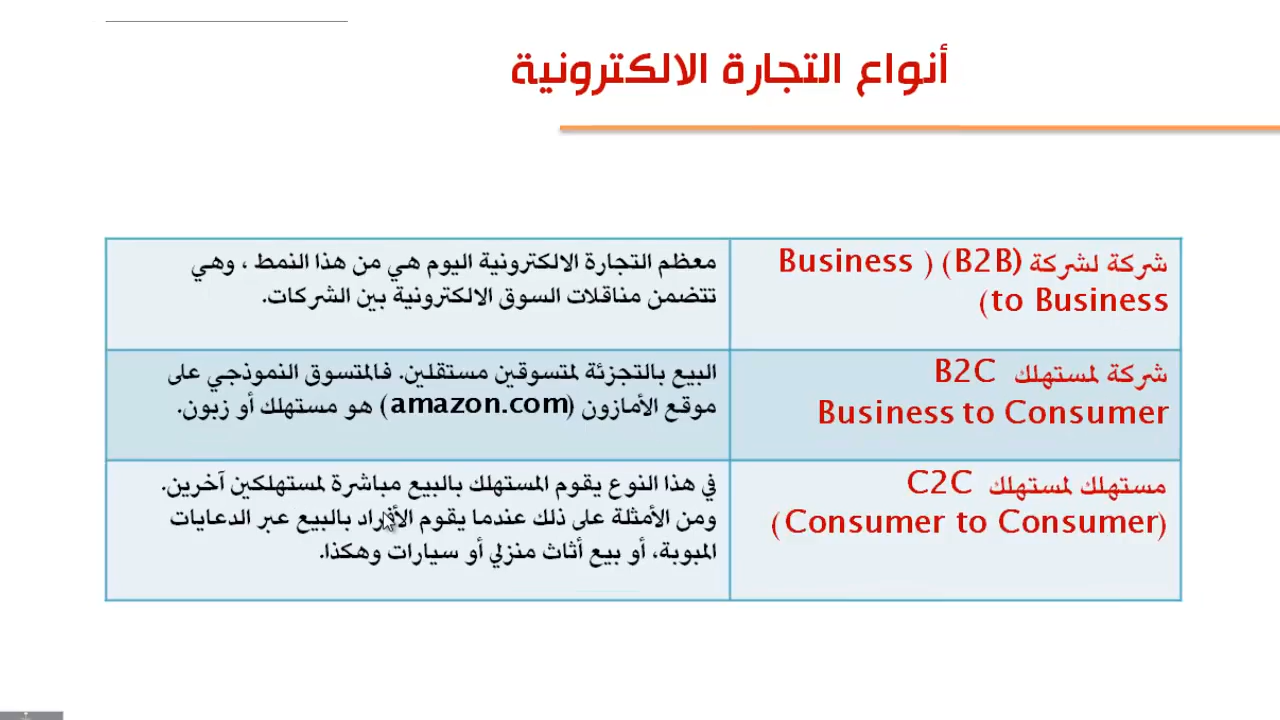 أنواع التجارة الالكترونية
شركة لشركة (B2B) ( Business
to Business)
معظم التجارة الالكترونية اليوم هي من هذا النمط ، وهي
تتضمن مناقلات السوق الالكترونية بين الشركات.
شركة لمستهلك B2C
Business to Consumer
البيع بالتجزئة لمتسوقين مستقلين. فالمتسوق النموذجي على
موقع الأمازون (amazon.com) هو مستهلك أو زبون.
مستهلك لمستهلك C2C
(Consumer to Consumer)
في هذا النوع يقوم المستهلك بالبيع مباشرة لمستهلكين آخرين.
ومن الأمثلة على ذلك عندما يقوم الأفراد بالبيع عبر الدعايات
المبوبة، أو بيع أثاث منزلي أو سيارات وهكذا.